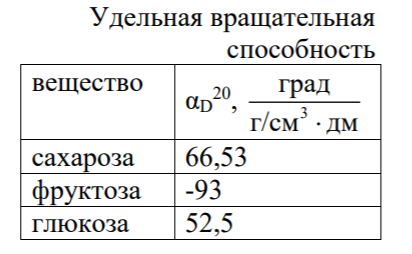 Удельная вращательная
способность
вещество
α_D^20, град
г/см³ · дм
сахароза 66,53
фруктоза -93
глюкоза 52,5